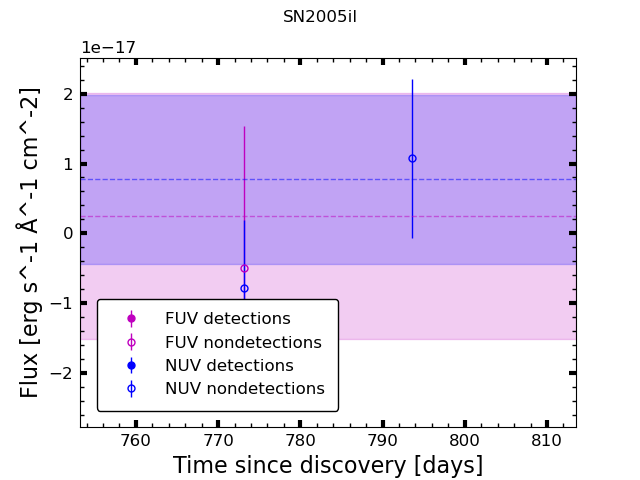 SN2005il
1e−17
Flux [erg s^-1 Å^-1 cm^-2]
2
1
0
−1
−2
FUV detections
FUV nondetections
NUV detections
NUV nondetections
760 770 780 790 800 810
Time since discovery [days]